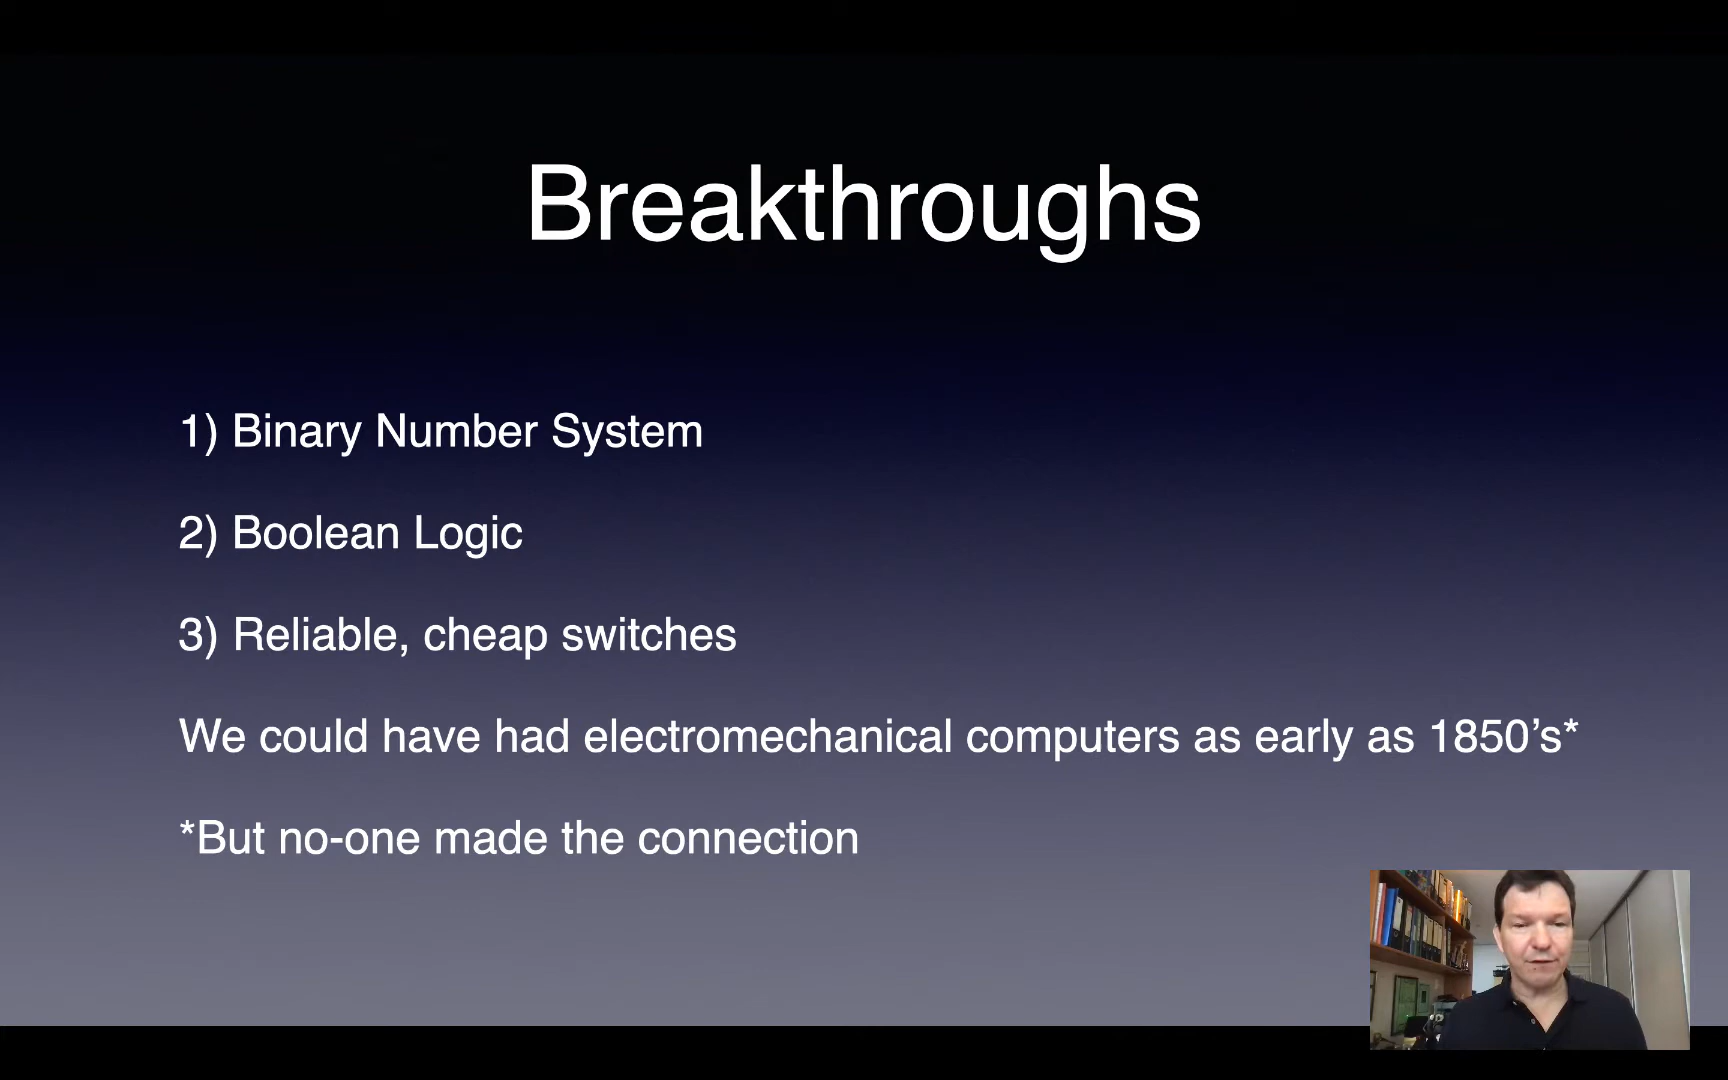 Breakthroughs
1) Binary Number System
2) Boolean Logic
3) Reliable, cheap switches
We could have had electromechanical computers as early as 1850’s*
*But no-one made the connection